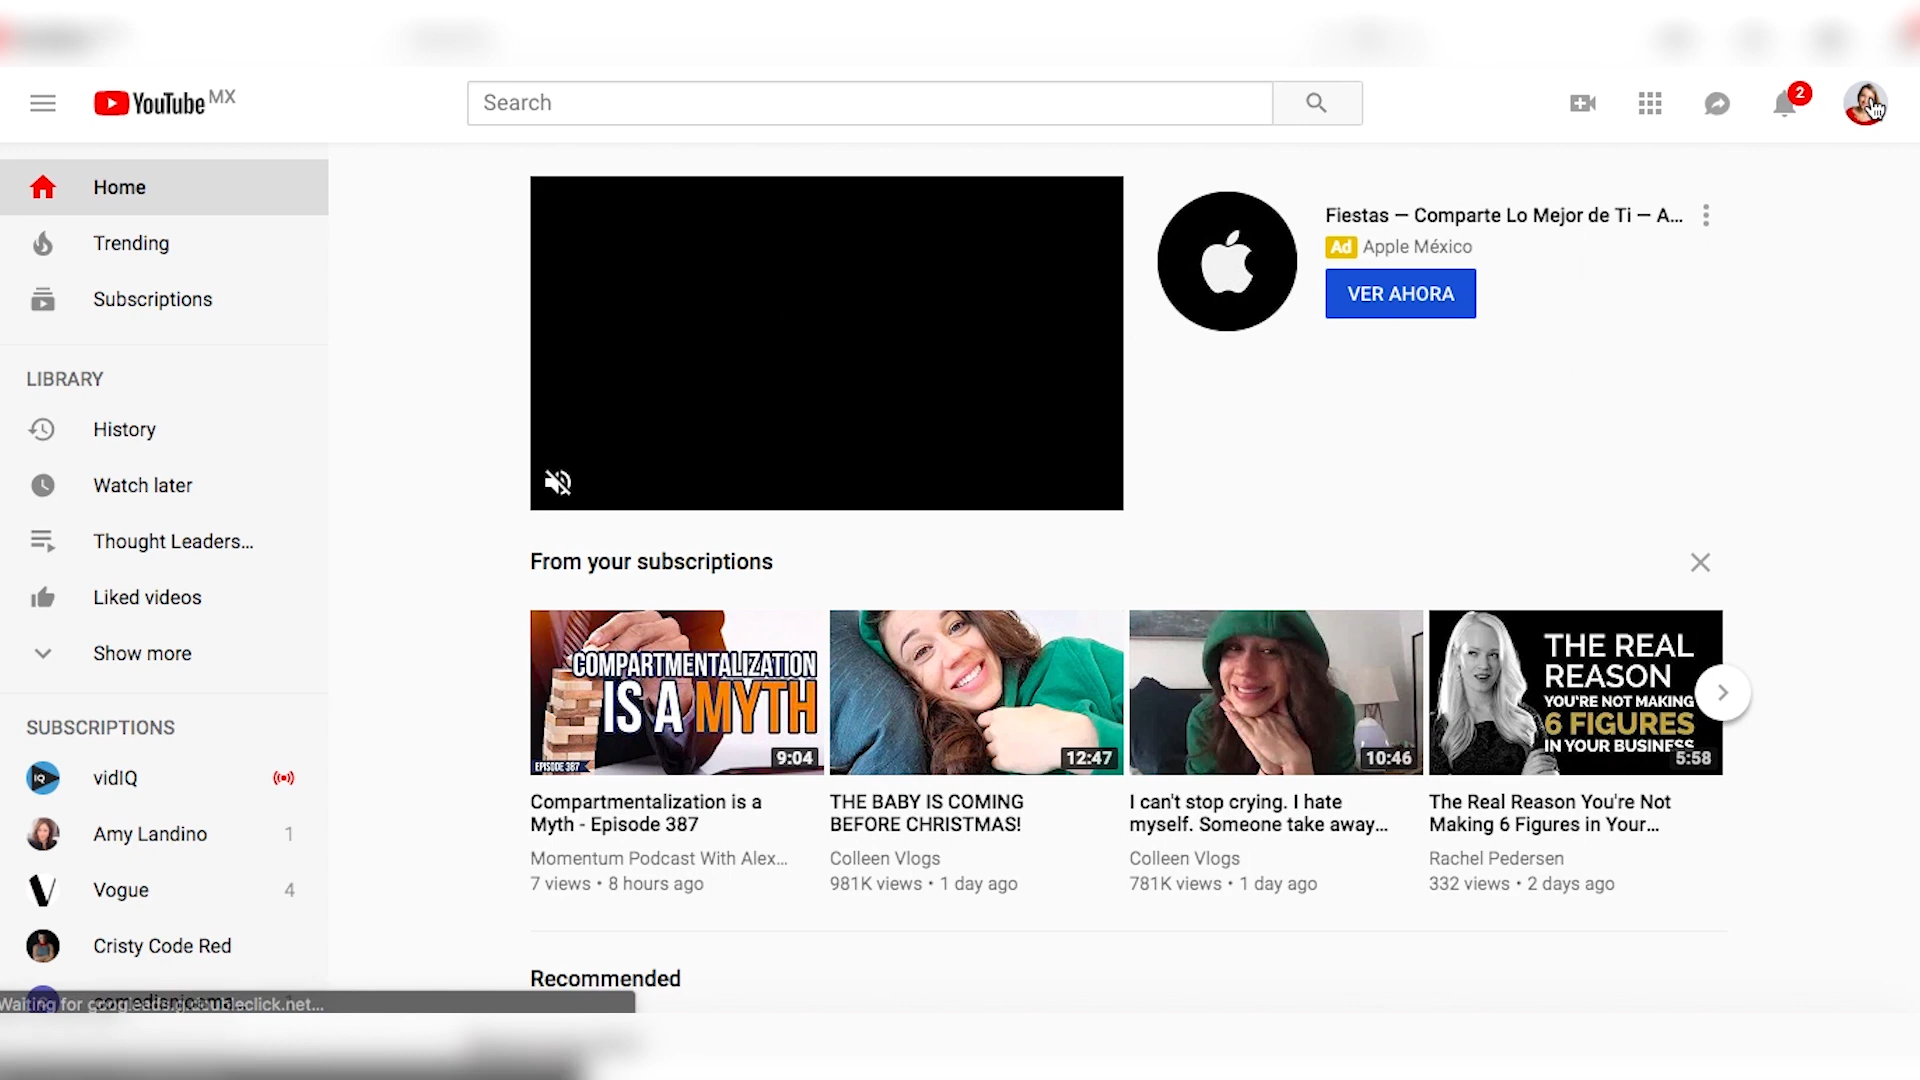 YouTube MX
Search
2
Home
Trending
Subscriptions
LIBRARY
History
Watch later
Thought Leaders...
Liked videos
Show more
SUBSCRIPTIONS
vidIQ
Amy Landino 1
Vogue 4
Cristy Code Red
Waiting for
Fiestas — Comparte Lo Mejor de Ti — A...
Ad Apple México
VER AHORA
From your subscriptions
COMPARTMENTALIZATION
IS A MYTH
EPISODE 387
9:04
Compartmentalization is a
Myth - Episode 387
Momentum Podcast With Alex...
7 views • 8 hours ago
12:47
THE BABY IS COMING
BEFORE CHRISTMAS!
Colleen Vlogs
981K views • 1 day ago
10:46
I can't stop crying. I hate
myself. Someone take away...
Colleen Vlogs
781K views • 1 day ago
THE REAL
REASON
YOU'RE NOT MAKING
6 FIGURES
IN YOUR BUSINESS
5:58
The Real Reason You're Not
Making 6 Figures in Your...
Rachel Pedersen
332 views • 2 days ago
Recommended